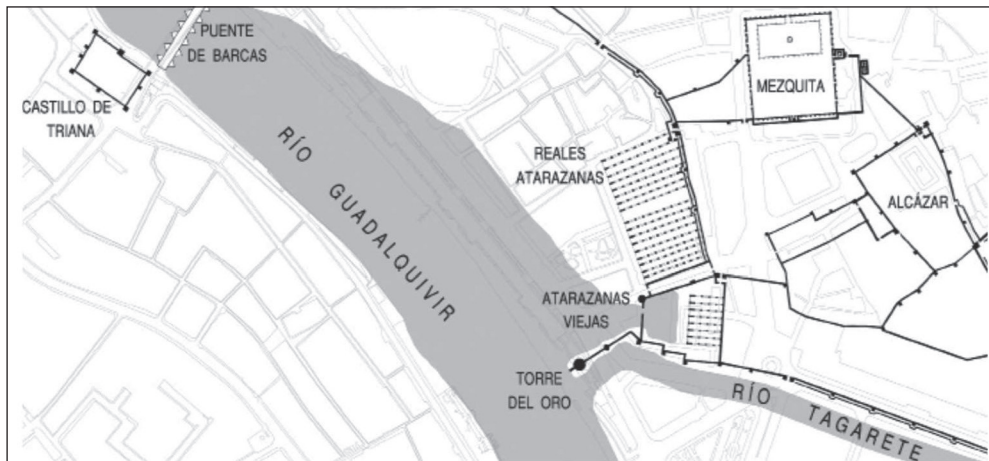 PUENTE
DE BARCAS
CASTILLO DE
TRIANA
MEZQUITA
RÍO GUADALQUIVIR
REALES
ATARAZANAS
ALCÁZAR
ATARAZANAS
VIEJAS
TORRE
DEL ORO
RÍO TAGARETE